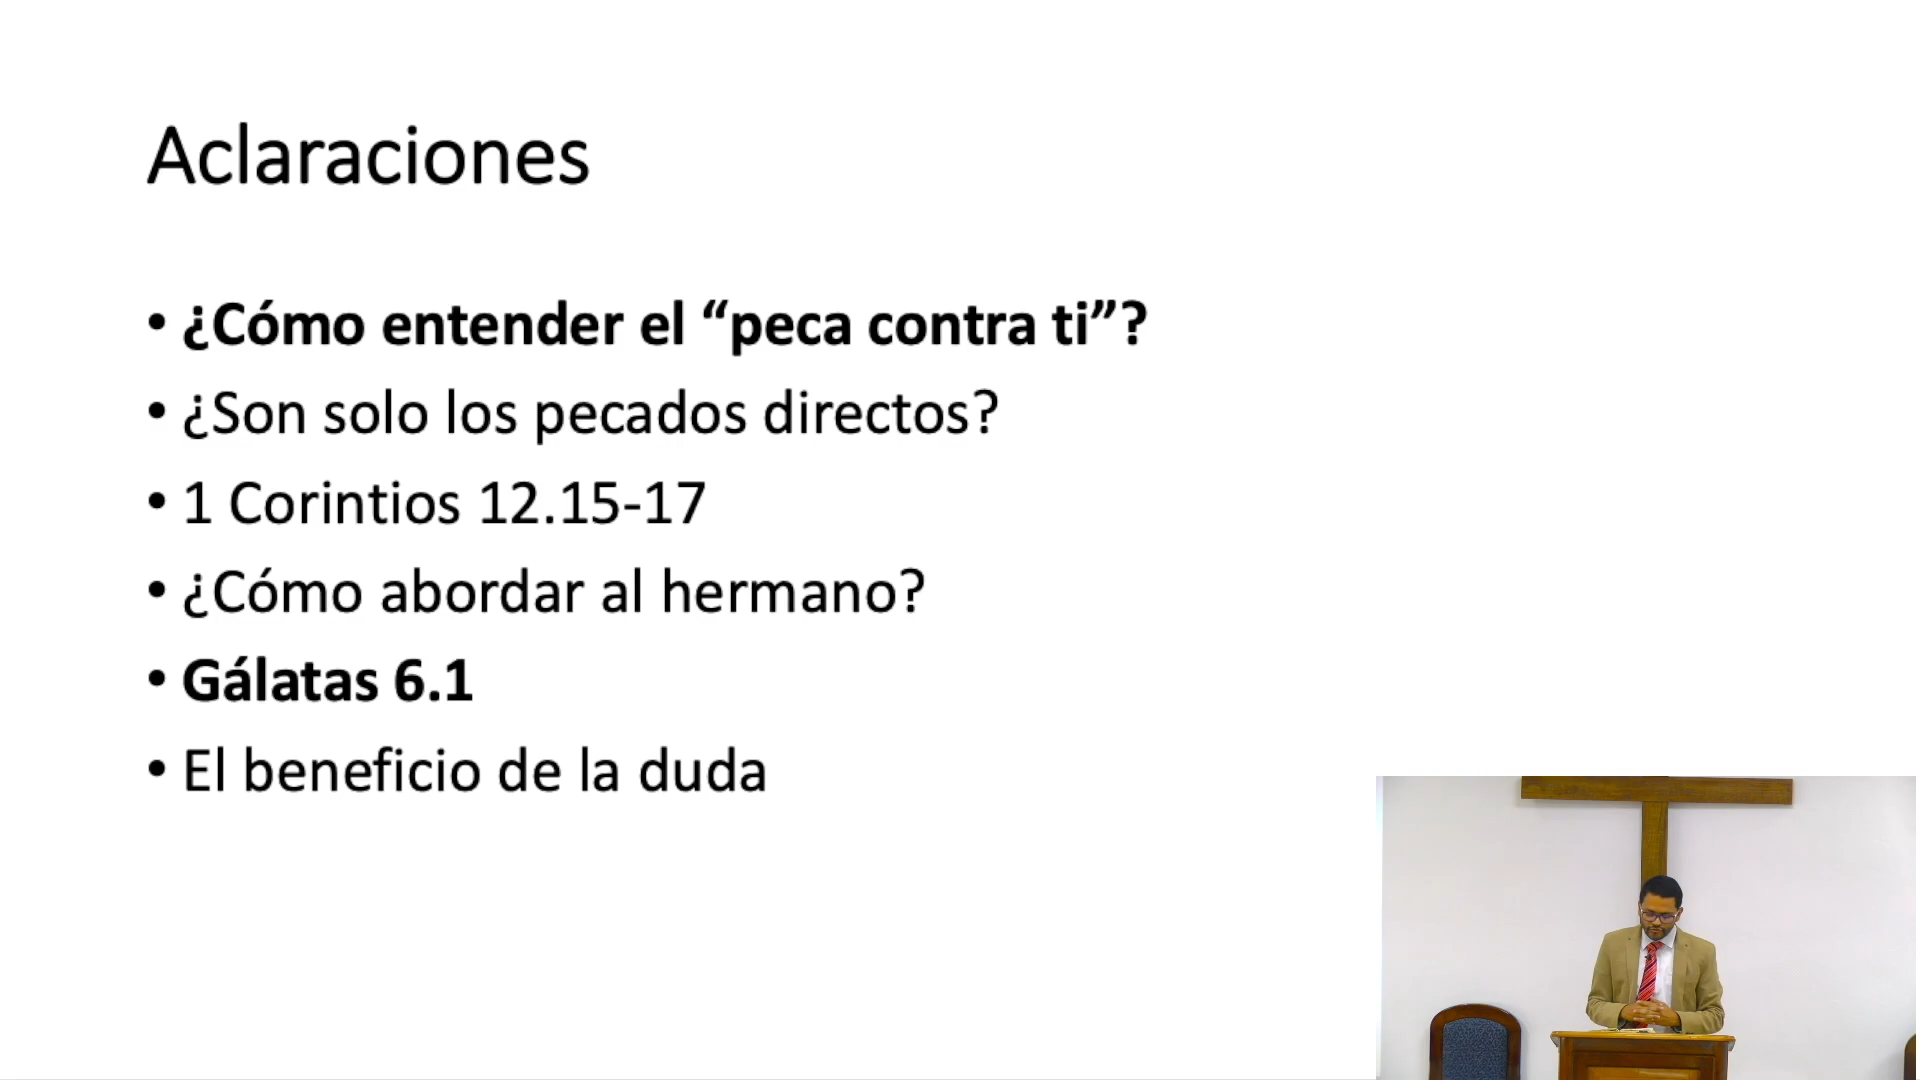 Aclaraciones
• ¿Cómo entender el “peca contra ti”?
• ¿Son solo los pecados directos?
• 1 Corintios 12.15-17
• ¿Cómo abordar al hermano?
• Gálatas 6.1
• El beneficio de la duda